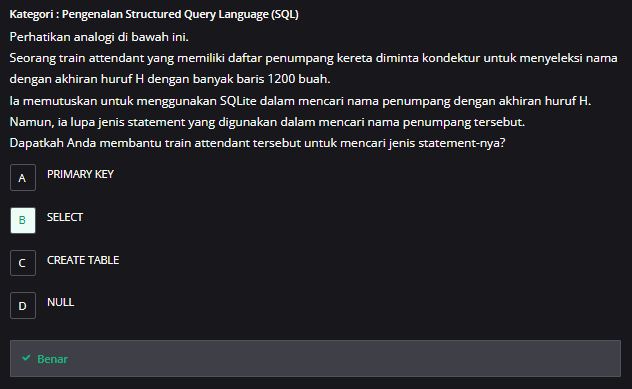 Kategori : Pengenalan Structured Query Language (SQL)
Perhatikan analogi di bawah ini.
Seorang train attendant yang memiliki daftar penumpang kereta diminta kondektur untuk menyeleksi nama
dengan akhiran huruf H dengan banyak baris 1200 buah.
Ia memutuskan untuk menggunakan SQLite dalam mencari nama penumpang dengan akhiran huruf H.
Namun, ia lupa jenis statement yang digunakan dalam mencari nama penumpang tersebut.
Dapatkah Anda membantu train attendant tersebut untuk mencari jenis statement-nya?
A PRIMARY KEY
B SELECT
C CREATE TABLE
D NULL
✓ Benar